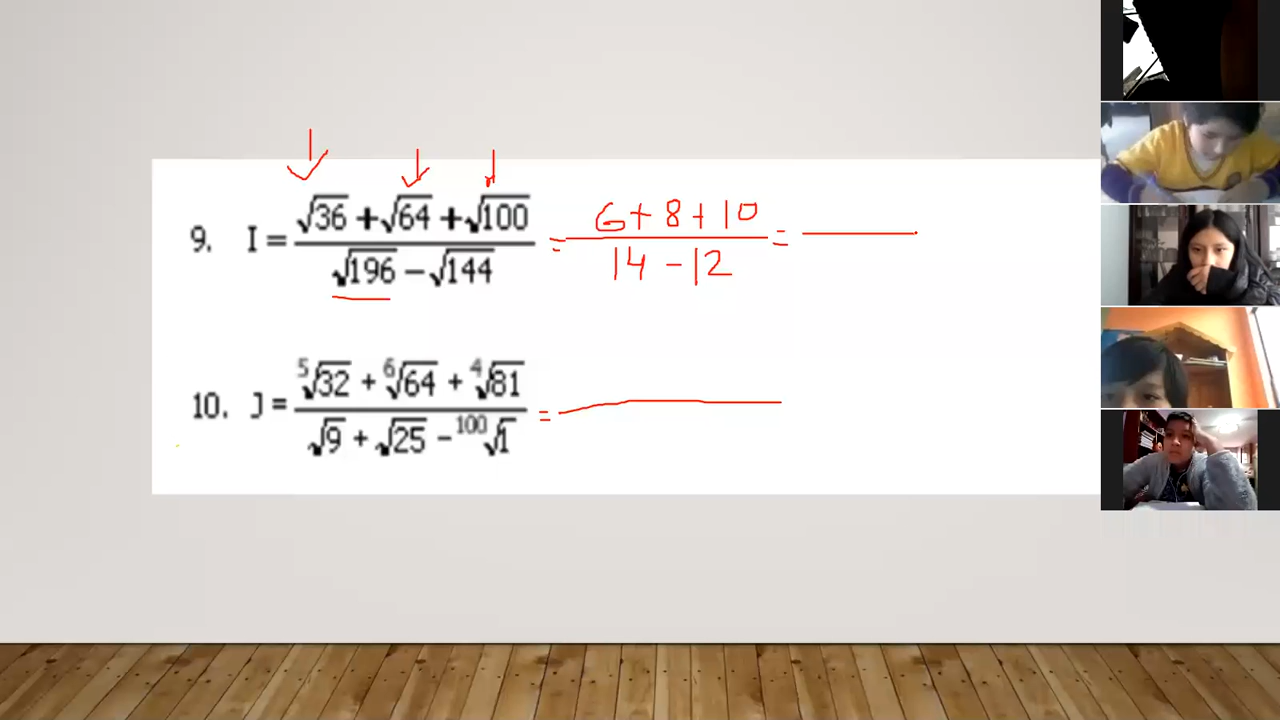 9. I = (√36 + √64 + √100) / (√196 − √144) = (6 + 8 + 10) / (14 − 12) =
10. J = (⁵√32 + ⁶√64 + ⁴√81) / (√9 + √25 − ¹⁰⁰√1) =